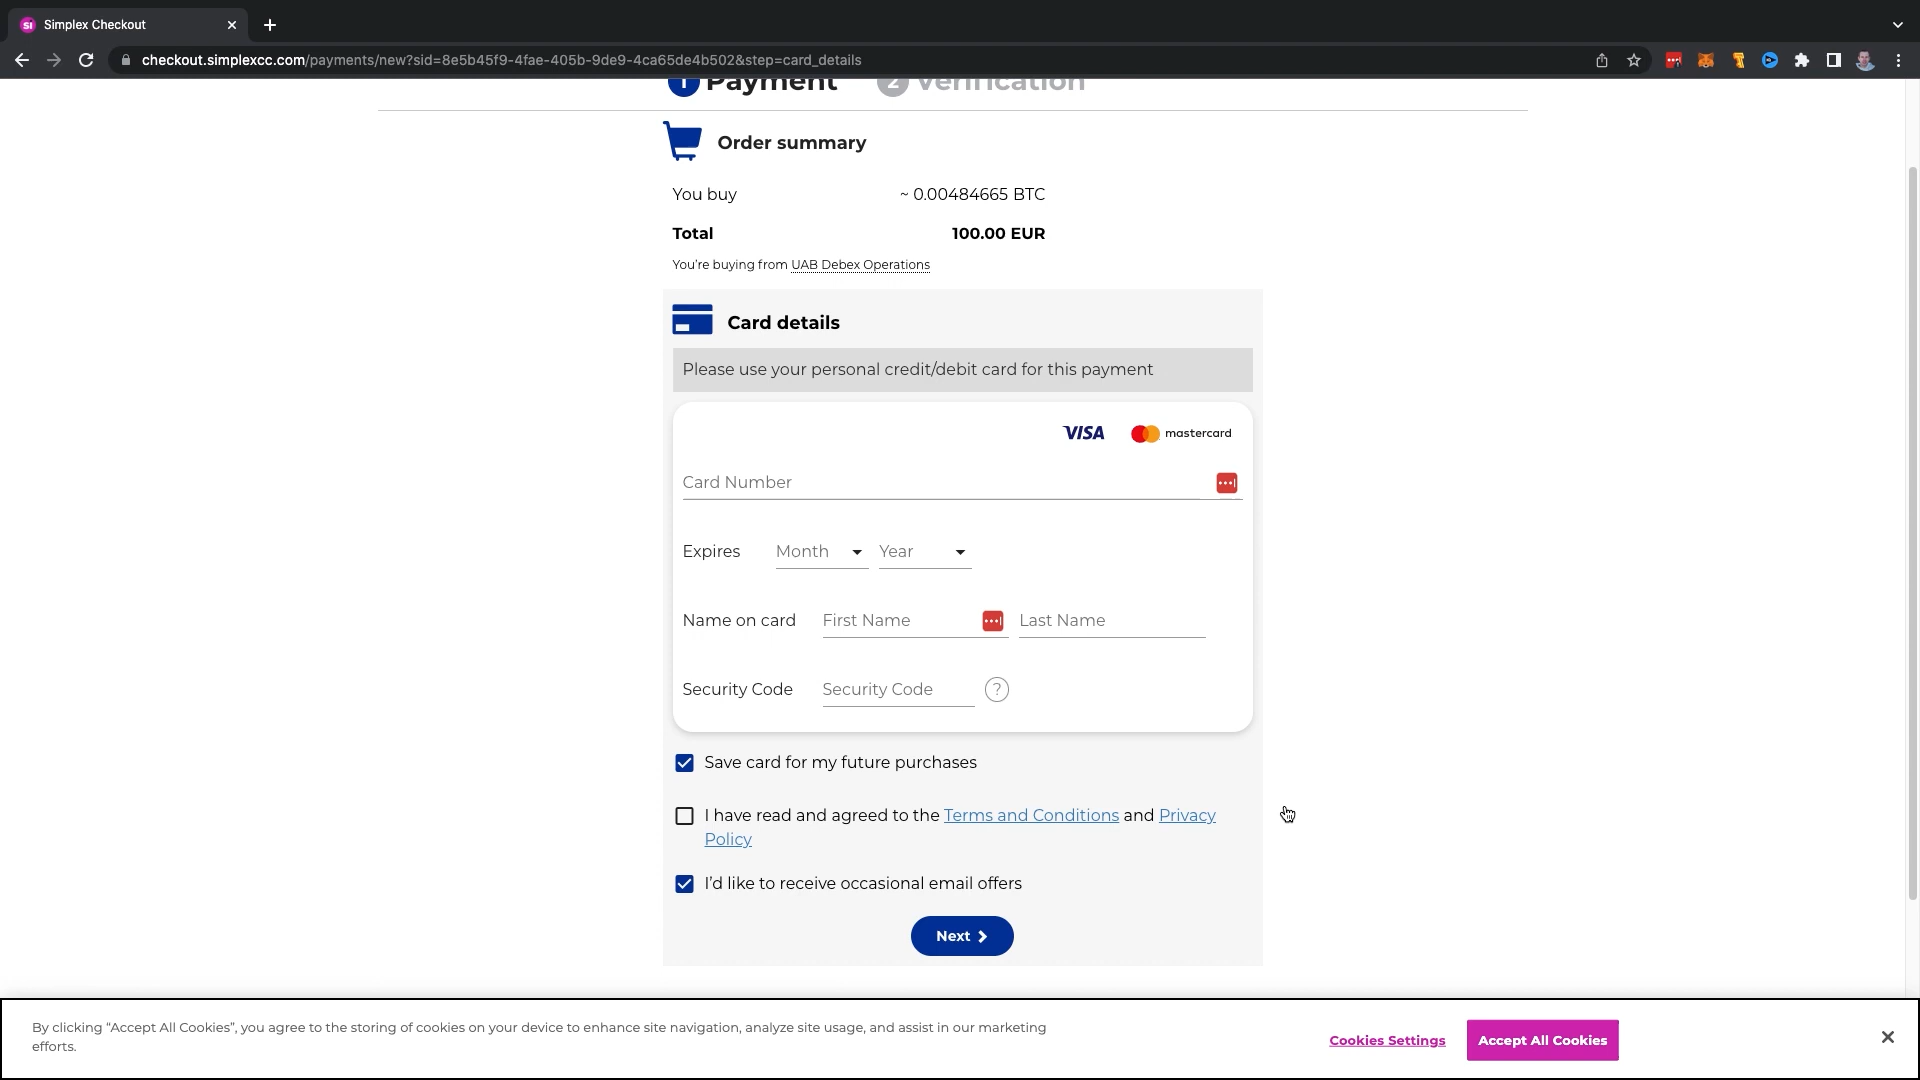 Simplex Checkout
checkout.simplexcc.com/payments/new?sid=8e5b45f9-4fae-405b-9de9-4ca65de4b502&step=card_details
1 Payment 2 Verification
Order summary
You buy ~ 0.00484665 BTC
Total 100.00 EUR
You're buying from UAB Debex Operations
Card details
Please use your personal credit/debit card for this payment
VISA mastercard
Card Number
Expires Month Year
Name on card First Name Last Name
Security Code Security Code ?
Save card for my future purchases
I have read and agreed to the Terms and Conditions and Privacy
Policy
I'd like to receive occasional email offers
Next
By clicking “Accept All Cookies”, you agree to the storing of cookies on your device to enhance site navigation, analyze site usage, and assist in our marketing
efforts.
Cookies Settings Accept All Cookies